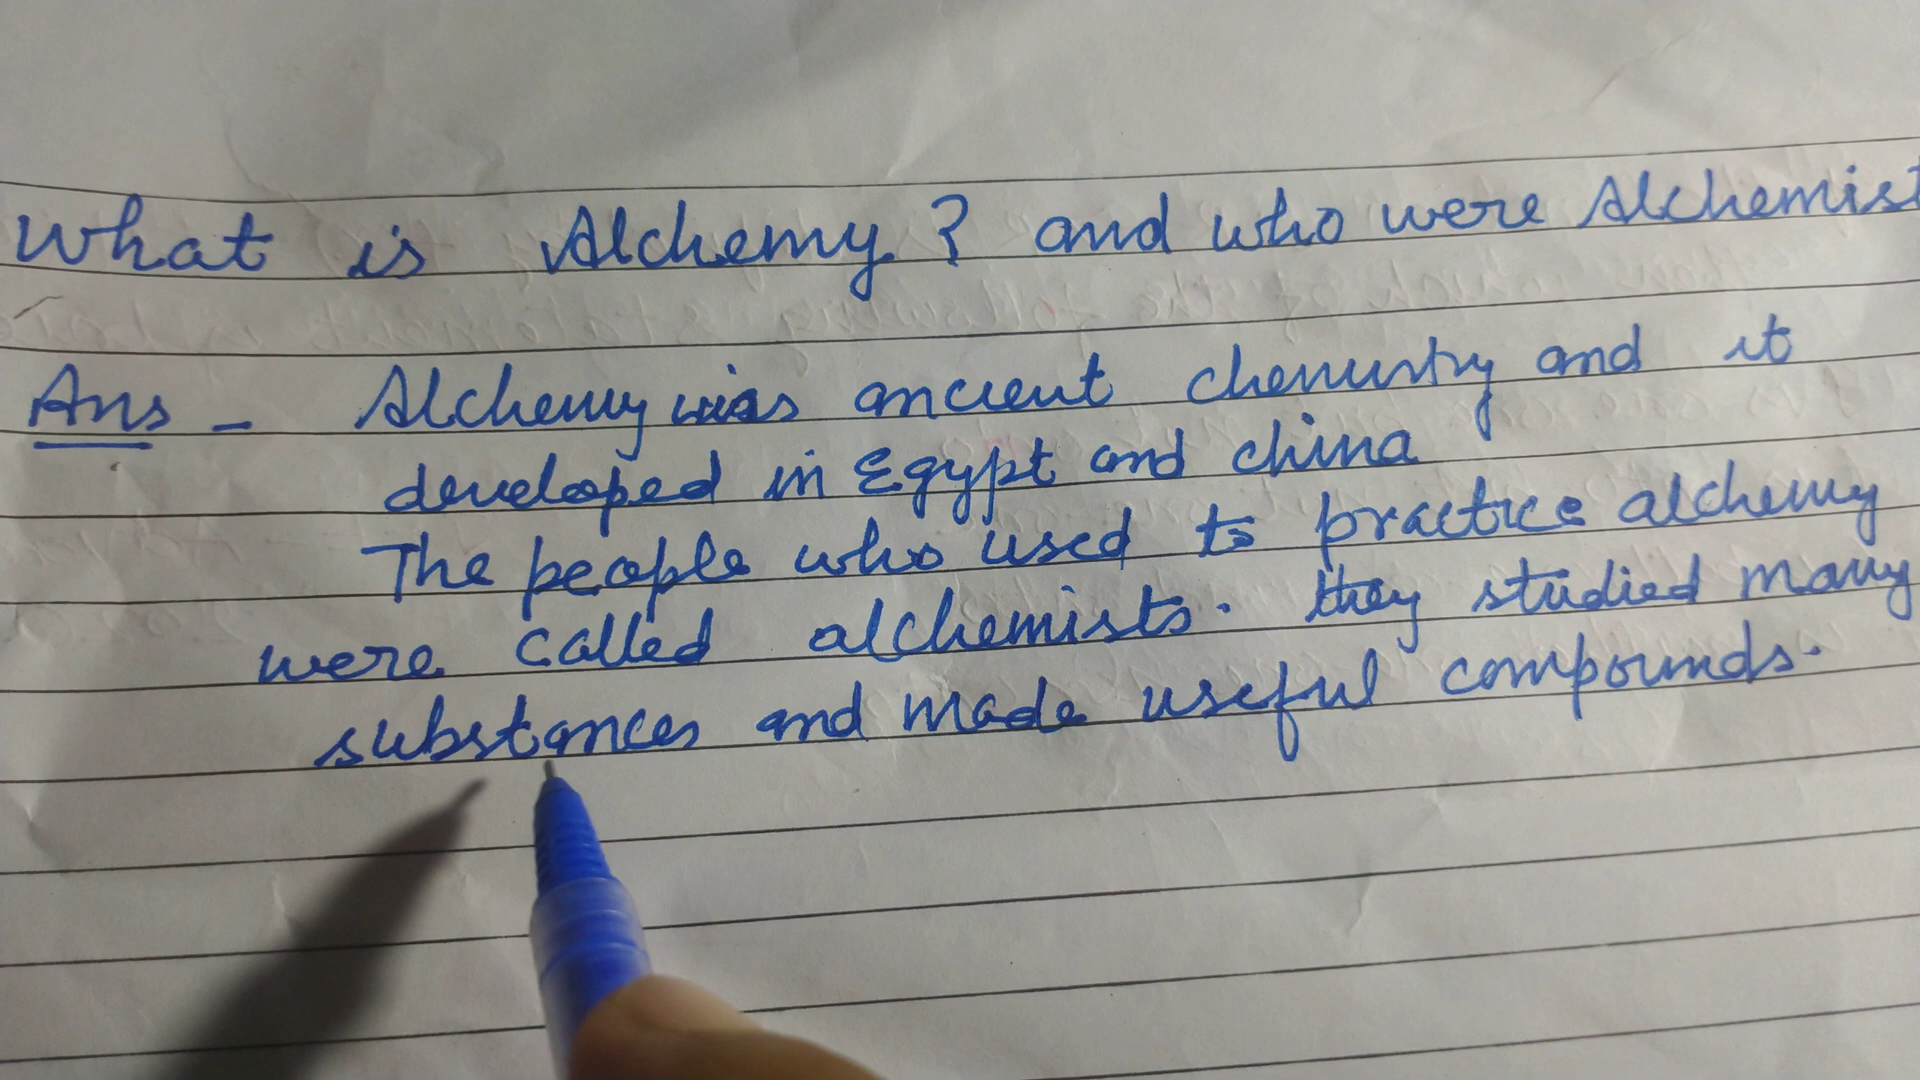 What is Alchemy? and who were Alchemist
Ans - Alchemy was ancient chemistry and it
developed in Egypt and china
The people who used to practice alchemy
were called alchemists. they studied many
substances and made useful compounds.